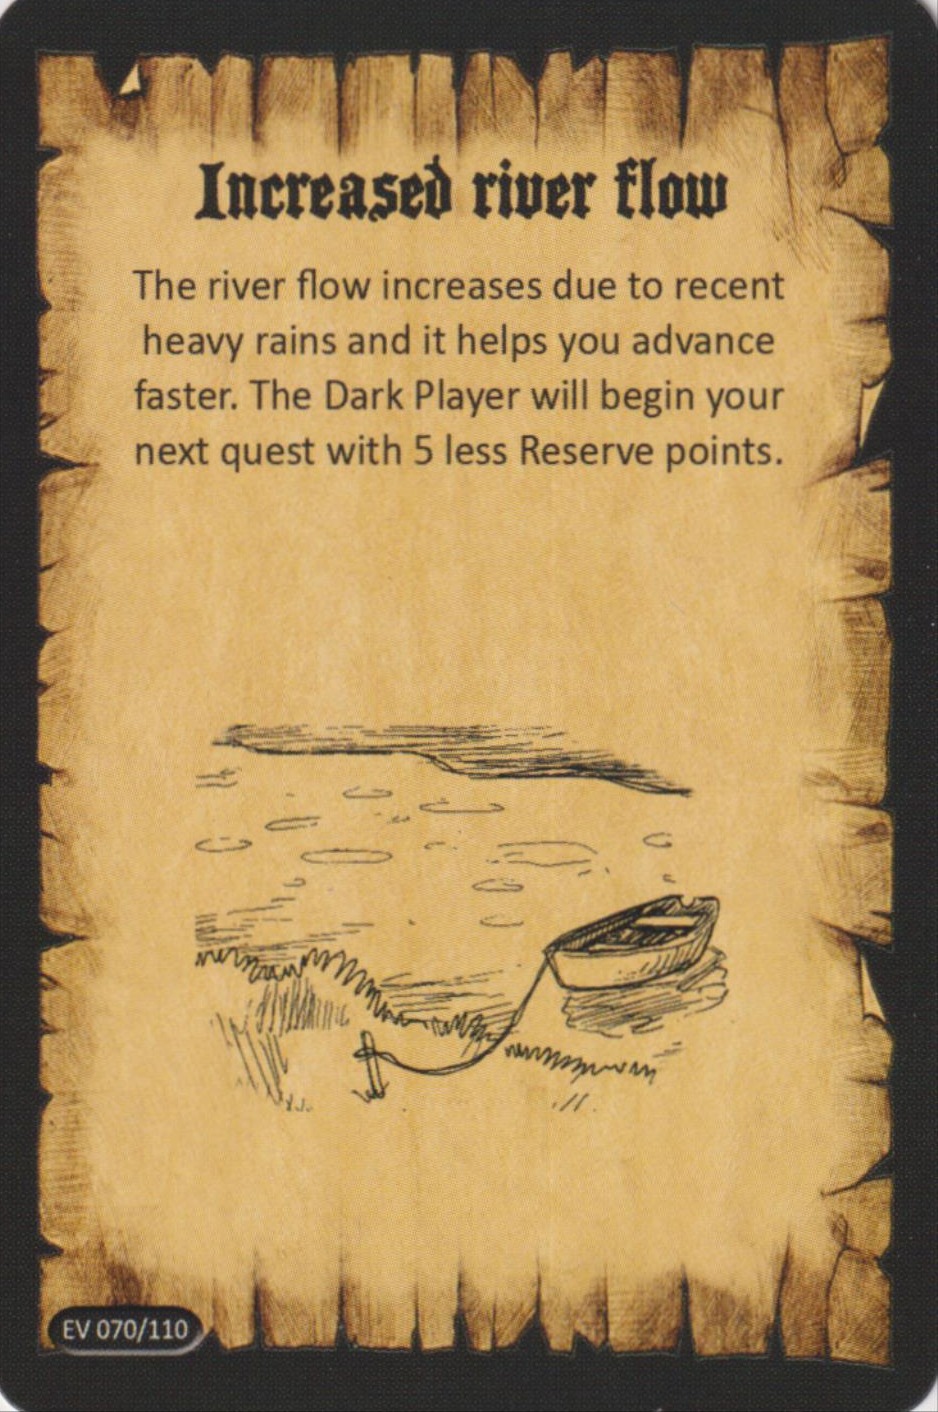 Increased river flow
The river flow increases due to recent
heavy rains and it helps you advance
faster. The Dark Player will begin your
next quest with 5 less Reserve points.
EV 070/110